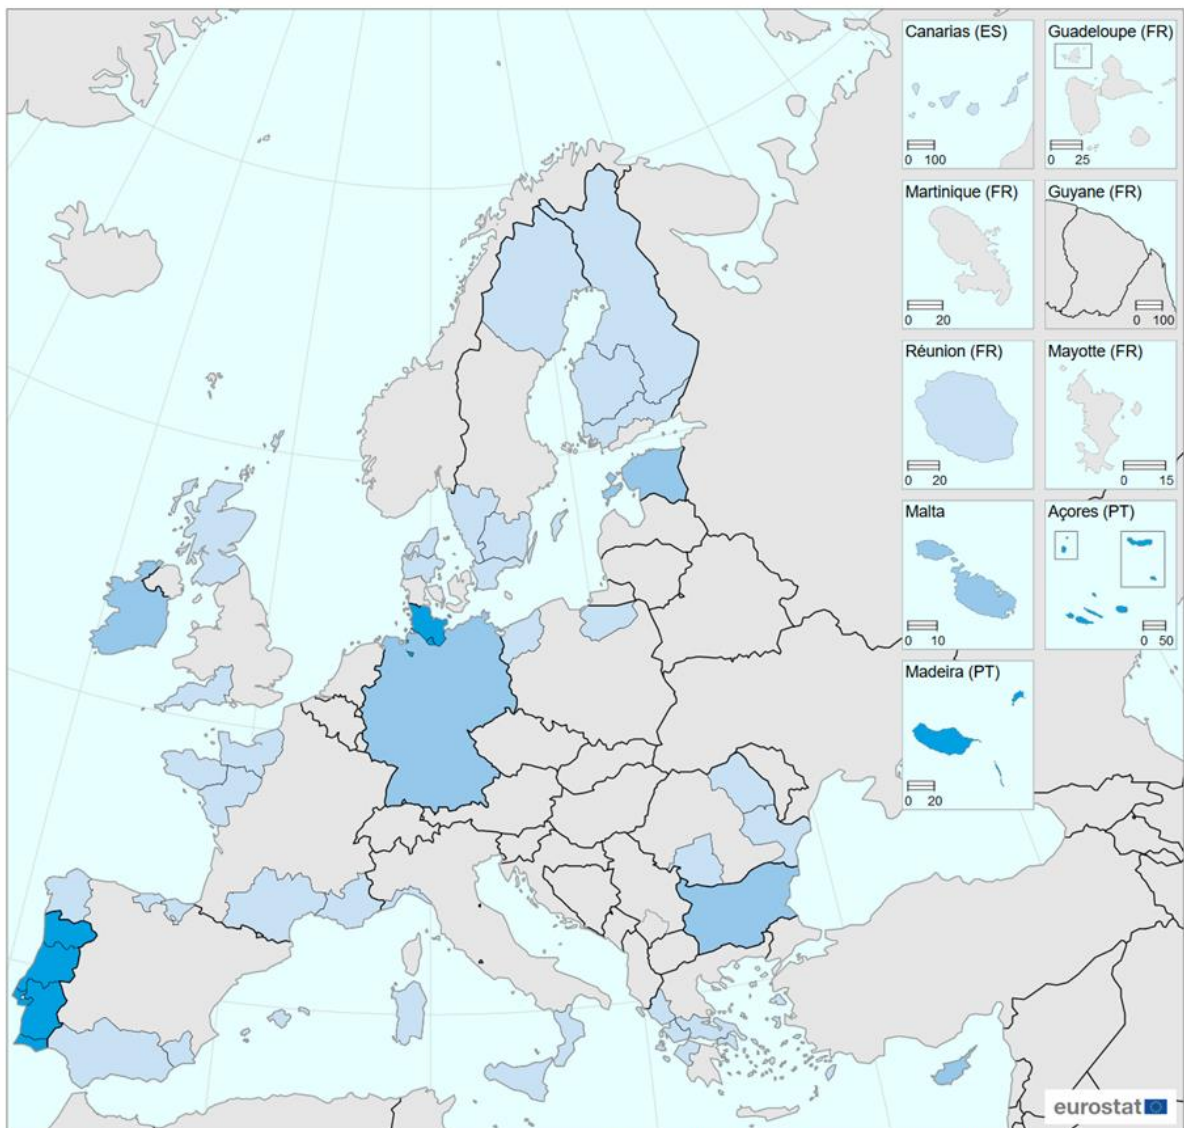 Canarias (ES)
0 100
Guadeloupe (FR)
0 25
Martinique (FR)
0 20
Guyane (FR)
0 100
Réunion (FR)
0 20
Mayotte (FR)
0 15
Malta
0 10
Açores (PT)
0 50
Madeira (PT)
0 20
eurostat